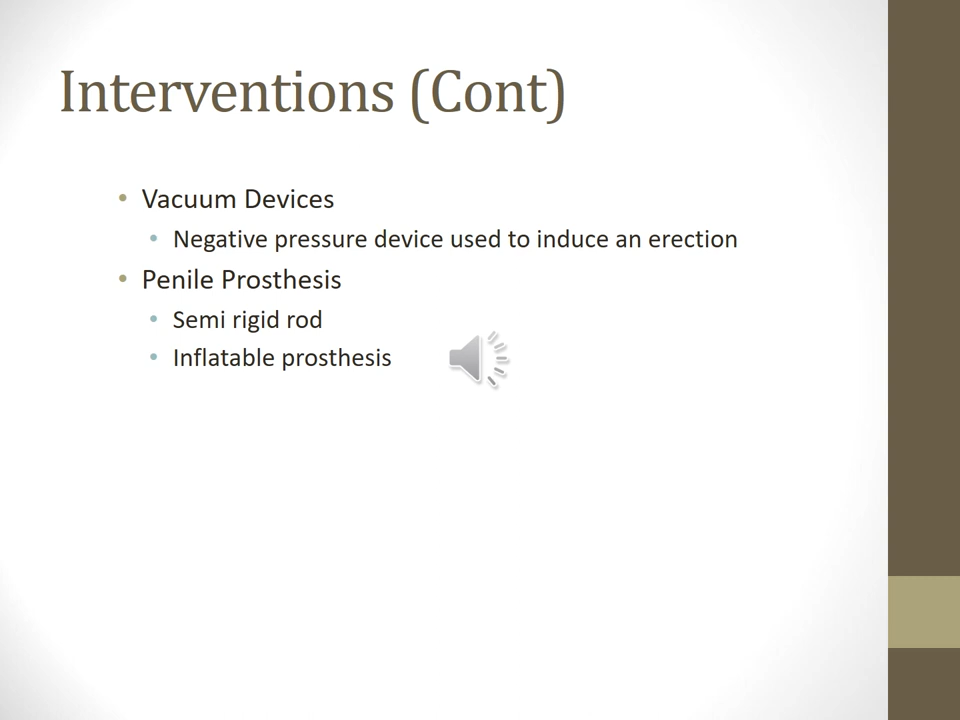 Interventions (Cont)
• Vacuum Devices
• Negative pressure device used to induce an erection
• Penile Prosthesis
• Semi rigid rod
• Inflatable prosthesis